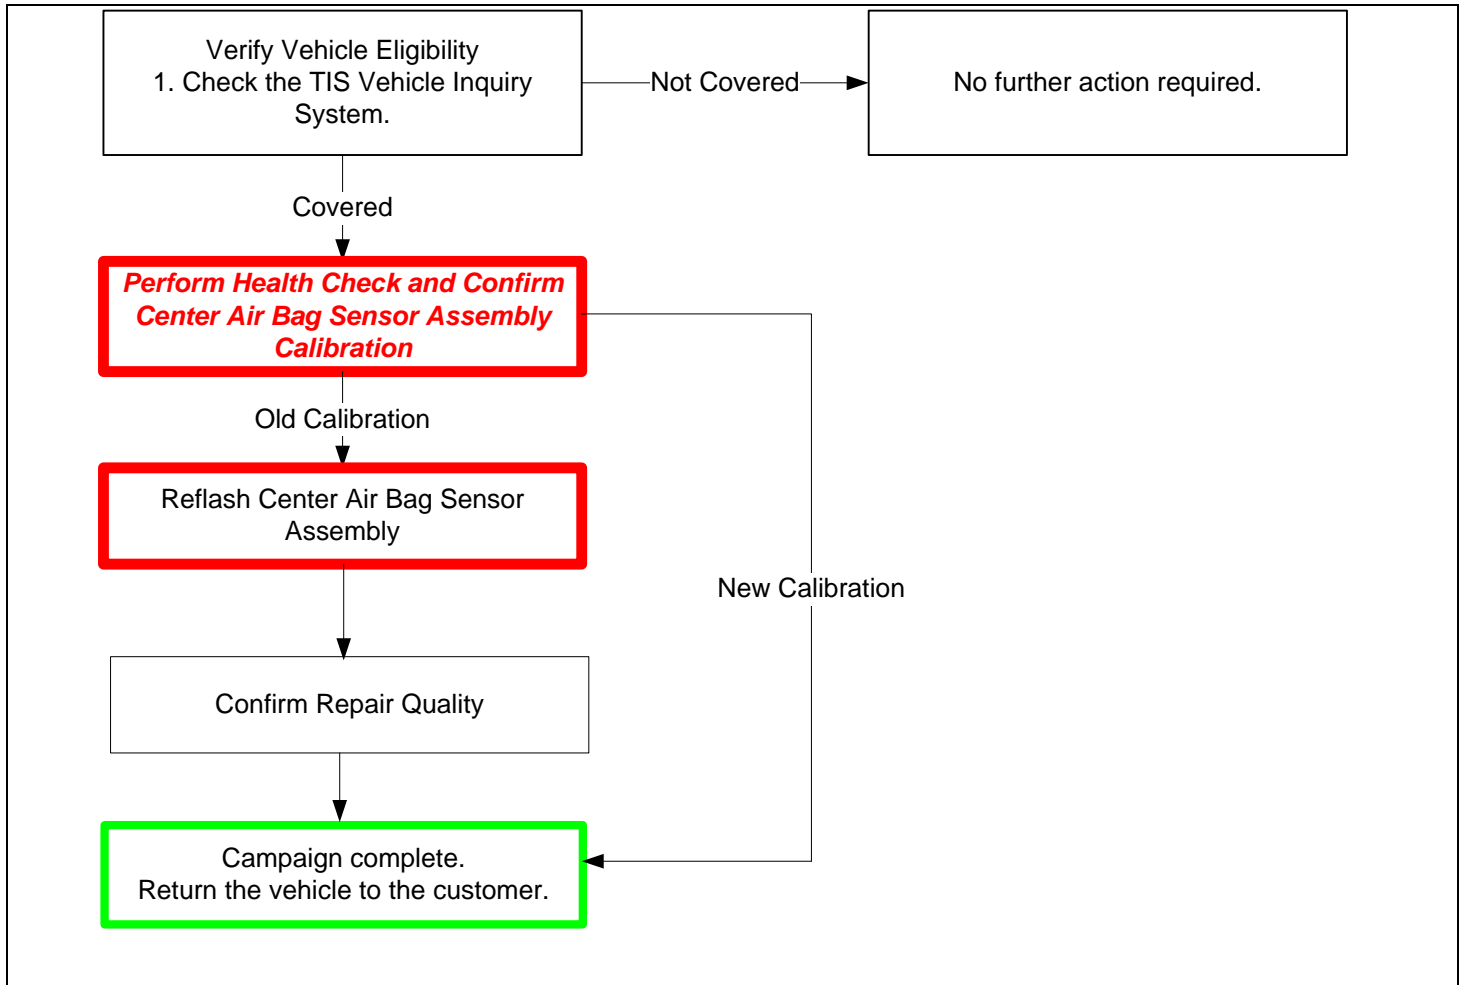 Verify Vehicle Eligibility
1. Check the TIS Vehicle Inquiry
System.
Not Covered
No further action required.
Covered
Perform Health Check and Confirm
Center Air Bag Sensor Assembly
Calibration
Old Calibration
Reflash Center Air Bag Sensor
Assembly
New Calibration
Confirm Repair Quality
Campaign complete.
Return the vehicle to the customer.